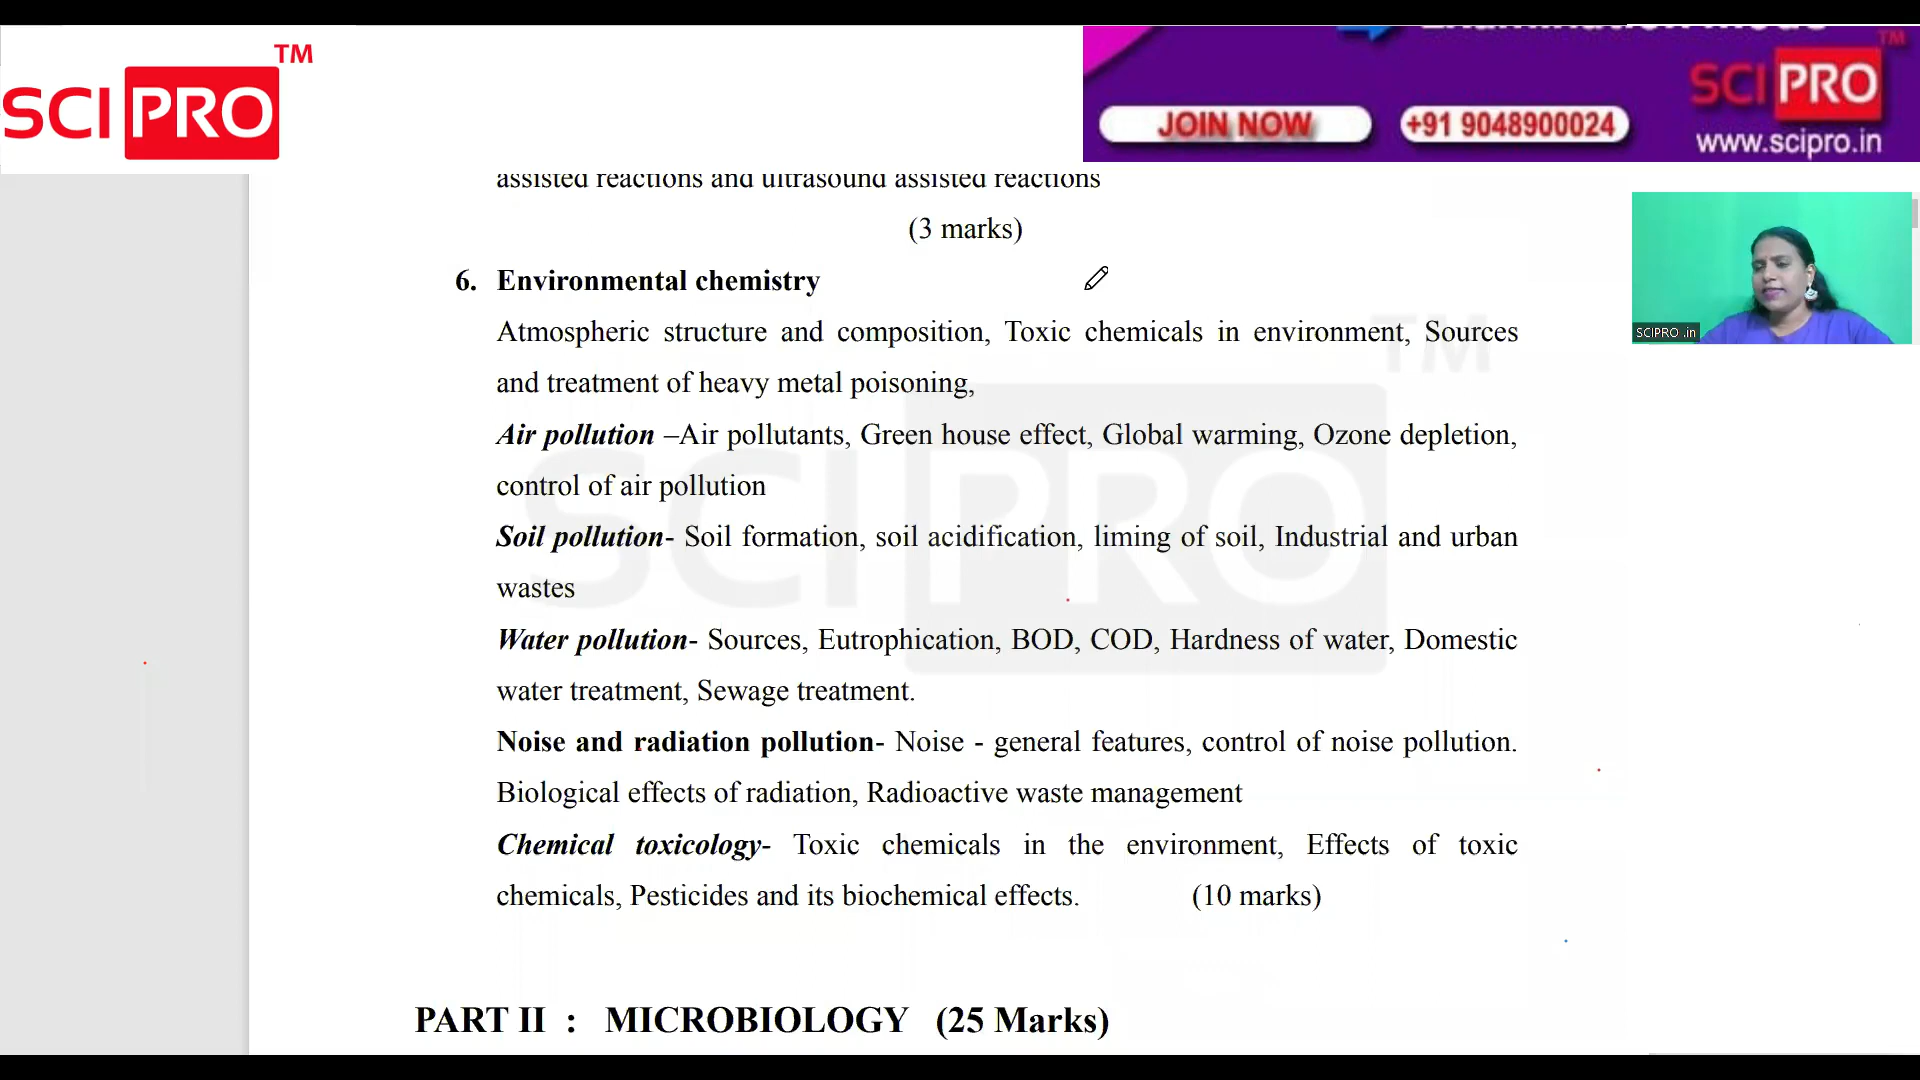 TM
SCI PRO
TM
SCI PRO
JOIN NOW
+91 9048900024
www.scipro.in
assisted reactions and ultrasound assisted reactions
(3 marks)
6. Environmental chemistry
Atmospheric structure and composition, Toxic chemicals in environment, Sources
and treatment of heavy metal poisoning,
Air pollution –Air pollutants, Green house effect, Global warming, Ozone depletion,
control of air pollution
Soil pollution- Soil formation, soil acidification, liming of soil, Industrial and urban
wastes
Water pollution- Sources, Eutrophication, BOD, COD, Hardness of water, Domestic
water treatment, Sewage treatment.
Noise and radiation pollution- Noise - general features, control of noise pollution.
Biological effects of radiation, Radioactive waste management
Chemical toxicology- Toxic chemicals in the environment, Effects of toxic
chemicals, Pesticides and its biochemical effects. (10 marks)
PART II : MICROBIOLOGY (25 Marks)
SCIPRO .in
TM
SCI PRO